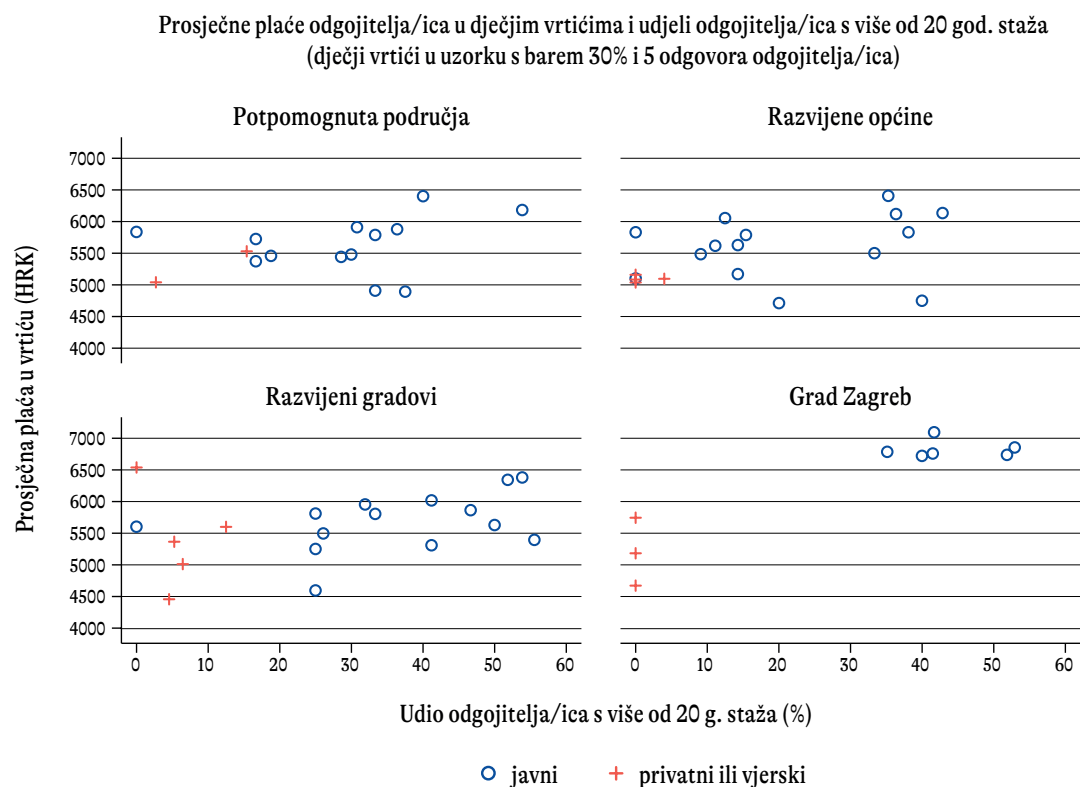 Prosječne plaće odgojitelja/ica u dječjim vrtićima i udjeli odgojitelja/ica s više od 20 god. staža
(dječji vrtići u uzorku s barem 30% i 5 odgovora odgojitelja/ica)
Potpomognuta područja
Razvijene općine
7000
6500
6000
5500
5000
4500
4000
Razvijeni gradovi
Grad Zagreb
7000
6500
6000
5500
5000
4500
4000
Prosječna plaća u vrtiću (HRK)
0 10 20 30 40 50 60
0 10 20 30 40 50 60
Udio odgojitelja/ica s više od 20 g. staža (%)
javni
privatni ili vjerski